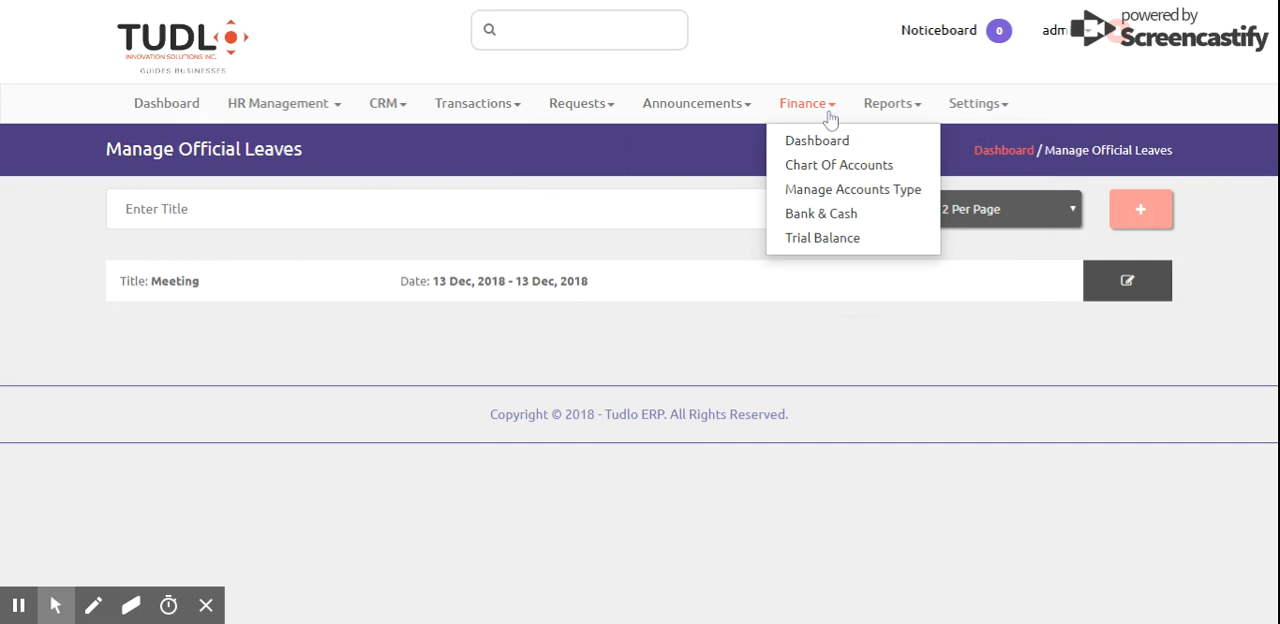 TUDLO
INNOVATION SOLUTIONS INC.
GUIDES BUSINESSES
Noticeboard 0
powered by
Screencastify
Dashboard HR Management CRM Transactions Requests Announcements Finance Reports Settings
Manage Official Leaves
Dashboard / Manage Official Leaves
Dashboard
Chart Of Accounts
Manage Accounts Type
Bank & Cash
Trial Balance
Enter Title
2 Per Page
+
Title: Meeting
Date: 13 Dec, 2018 - 13 Dec, 2018
Copyright © 2018 - Tudlo ERP. All Rights Reserved.